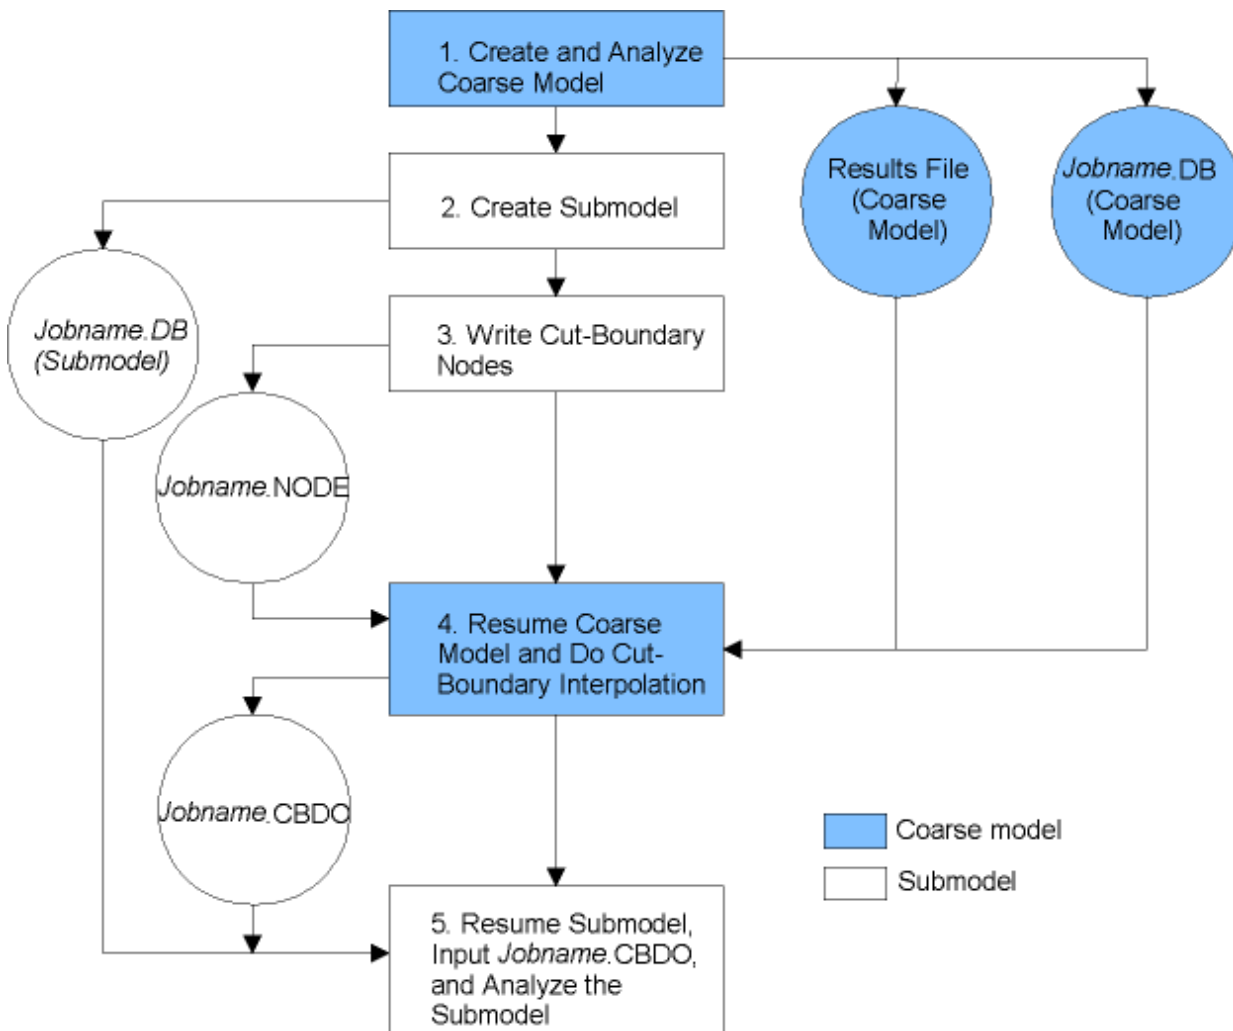 1. Create and Analyze
Coarse Model
Results File
(Coarse
Model)
Jobname.DB
(Coarse
Model)
2. Create Submodel
Jobname.DB
(Submodel)
3. Write Cut-Boundary
Nodes
Jobname.NODE
4. Resume Coarse
Model and Do Cut-
Boundary Interpolation
Jobname.CBDO
Coarse model
Submodel
5. Resume Submodel,
Input Jobname.CBDO,
and Analyze the
Submodel